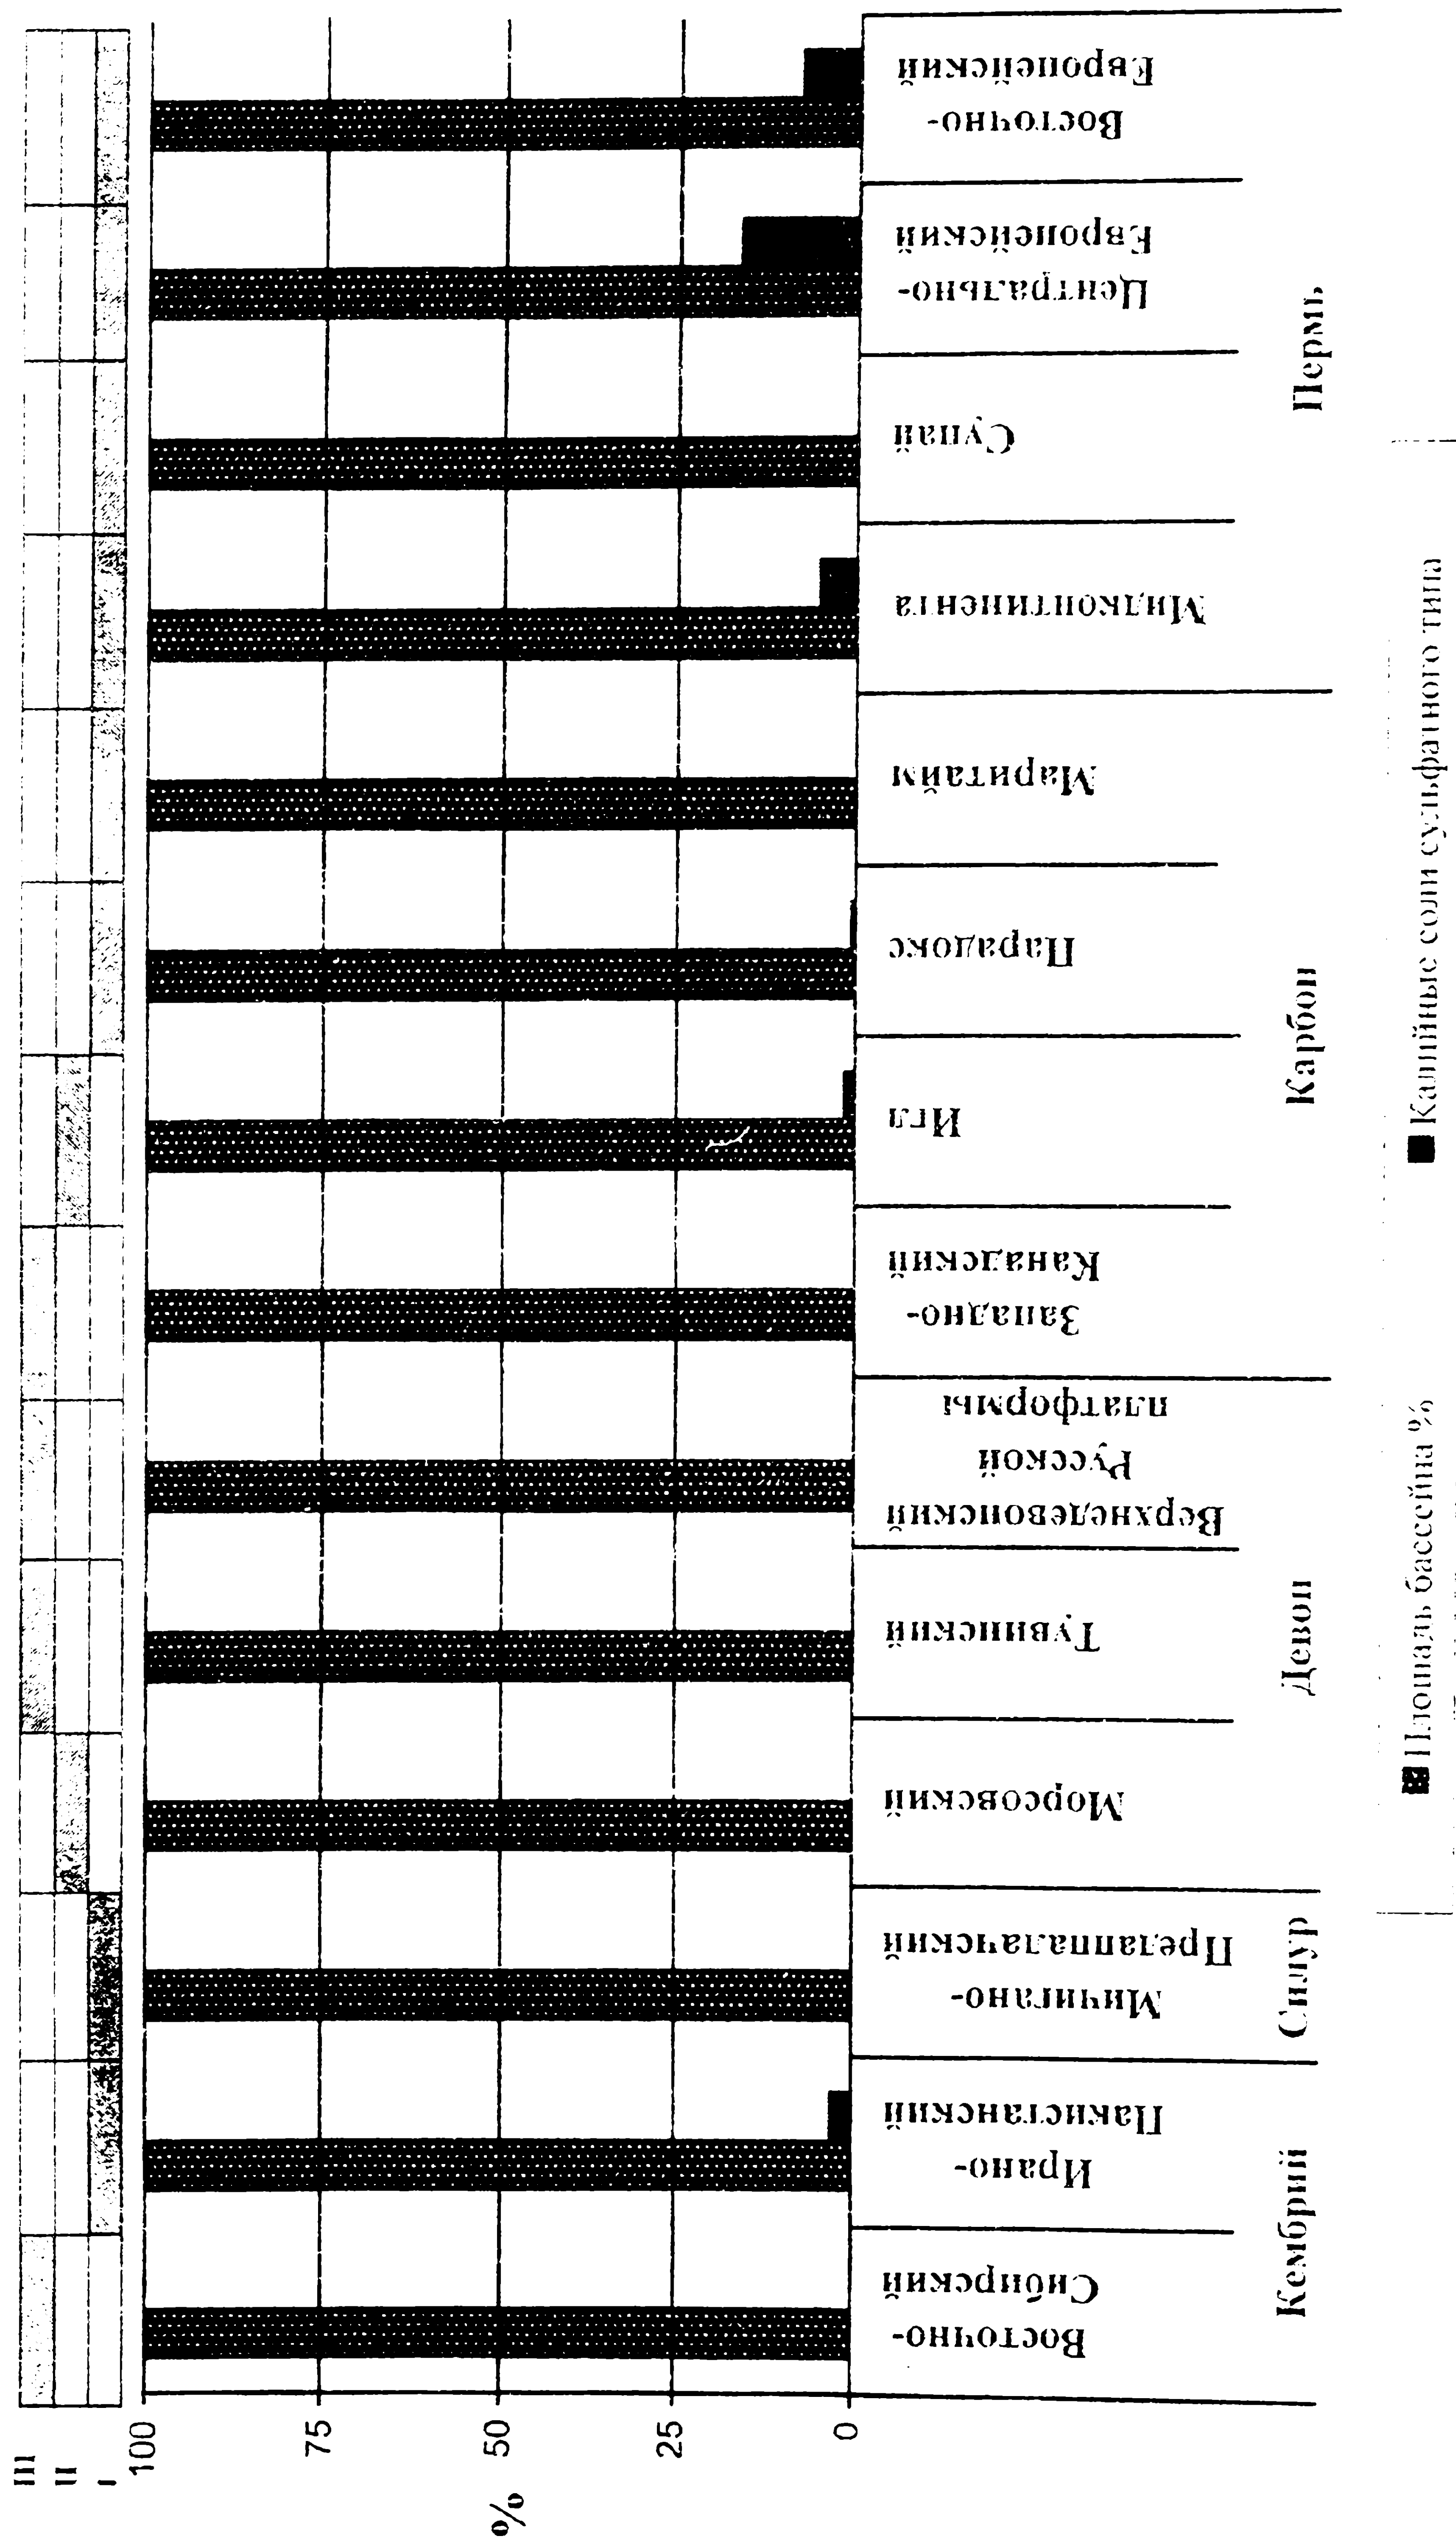 III
II
I
100
75
50
25
0
%
Восточно-
Сибирский
Ирано-
Пакистанский
Мичигано-
Предаппалачский
Морсовский
Тувинский
Верхнедевонский
Русской
платформы
Западно-
Канадский
Игл
Парадокс
Маритайм
Мидконтинента
Супай
Центрально-
Европейский
Восточно-
Европейский
Кембрий
Силур
Девон
Карбон
Пермь
Площадь бассейна %
Калийные соли сульфатного типа